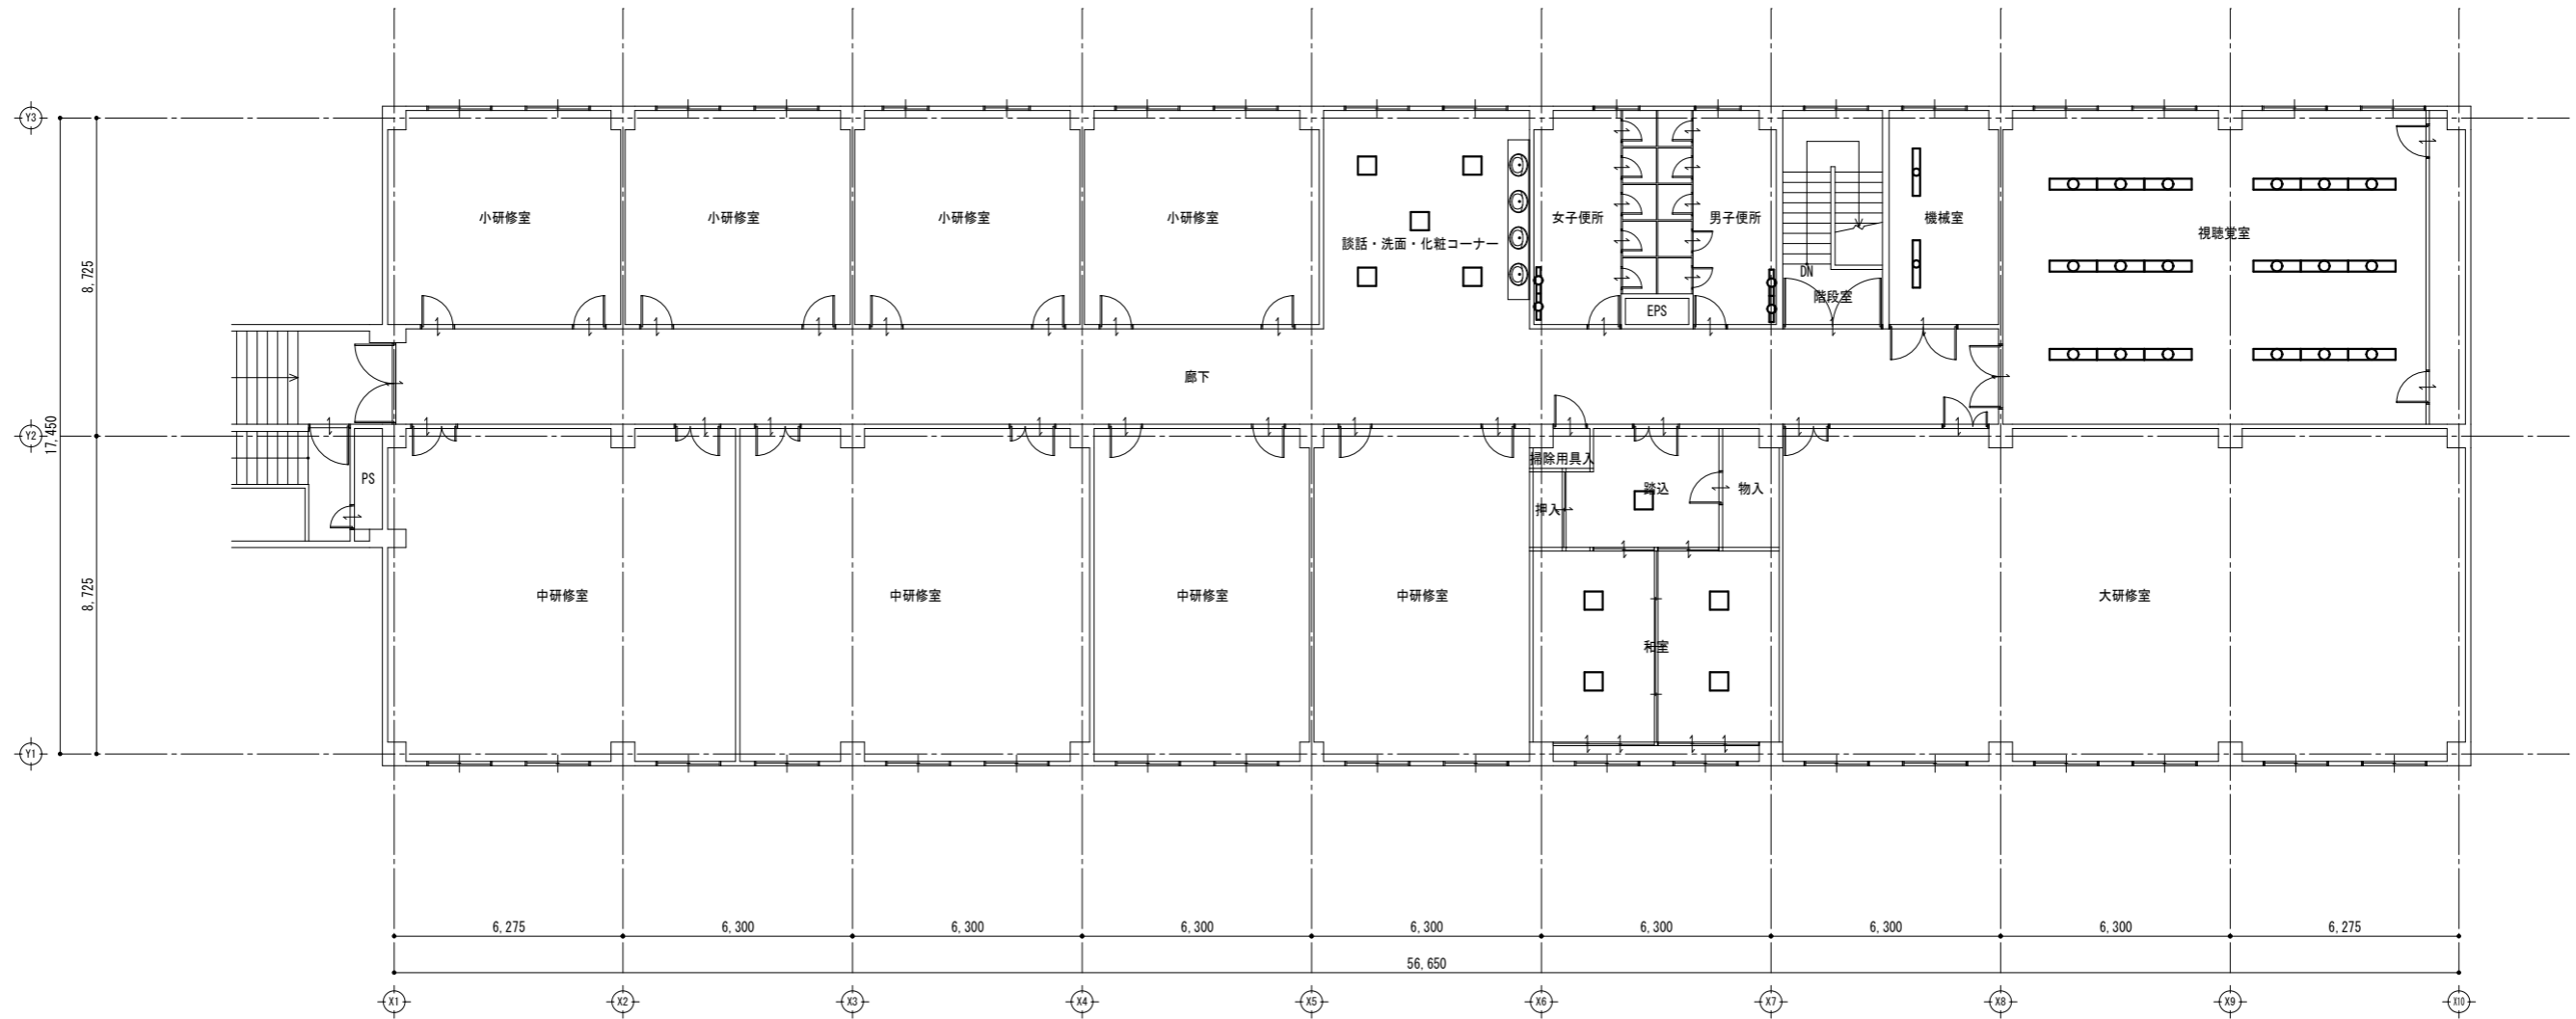 Y3
小研修室
小研修室
小研修室
小研修室
談話・洗面・化粧コーナー
女子便所
男子便所
機械室
視聴覚室
DN
階段室
EPS
8,725
17,450
廊下
Y2
PS
掃除用具入
押入
踏込
物入
8,725
中研修室
中研修室
中研修室
中研修室
和室
大研修室
Y1
6,275
6,300
6,300
6,300
6,300
6,300
6,300
6,300
6,275
56,650
X1
X2
X3
X4
X5
X6
X7
X8
X9
X10